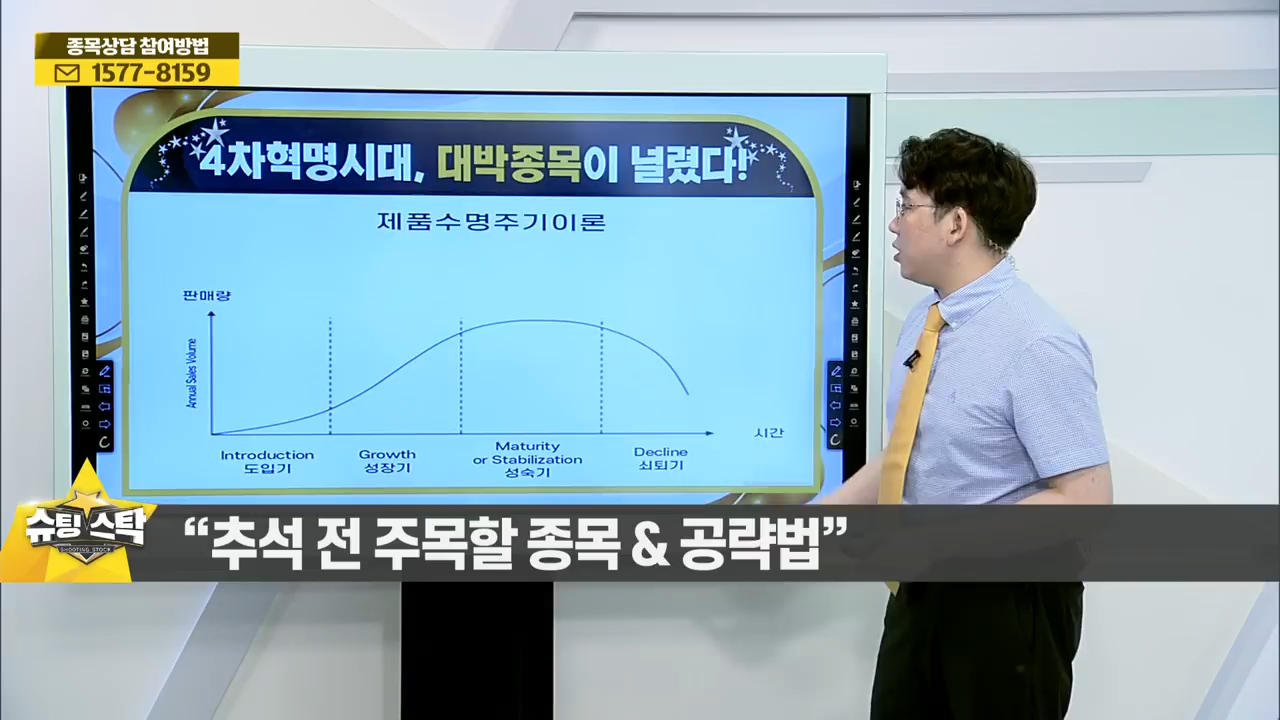 종목상담 참여방법
1577-8159
4차혁명시대, 대박종목이 널렸다!
제품수명주기이론
판매량
Annual Sales Volume
시간
Introduction
도입기
Growth
성장기
Maturity
or Stabilization
성숙기
Decline
쇠퇴기
슈팅 스탁
SHOOTING STOCK
“추석 전 주목할 종목 & 공략법”